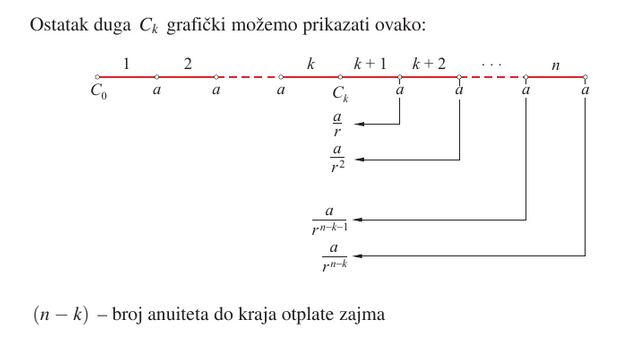 Ostatak duga C_k grafički možemo prikazati ovako:
1 2 k k + 1 k + 2 · · · n
C_0 a a a C_k a a a a
a/r
a/r^2
a/r^{n−k−1}
a/r^{n−k}
(n − k) – broj anuiteta do kraja otplate zajma